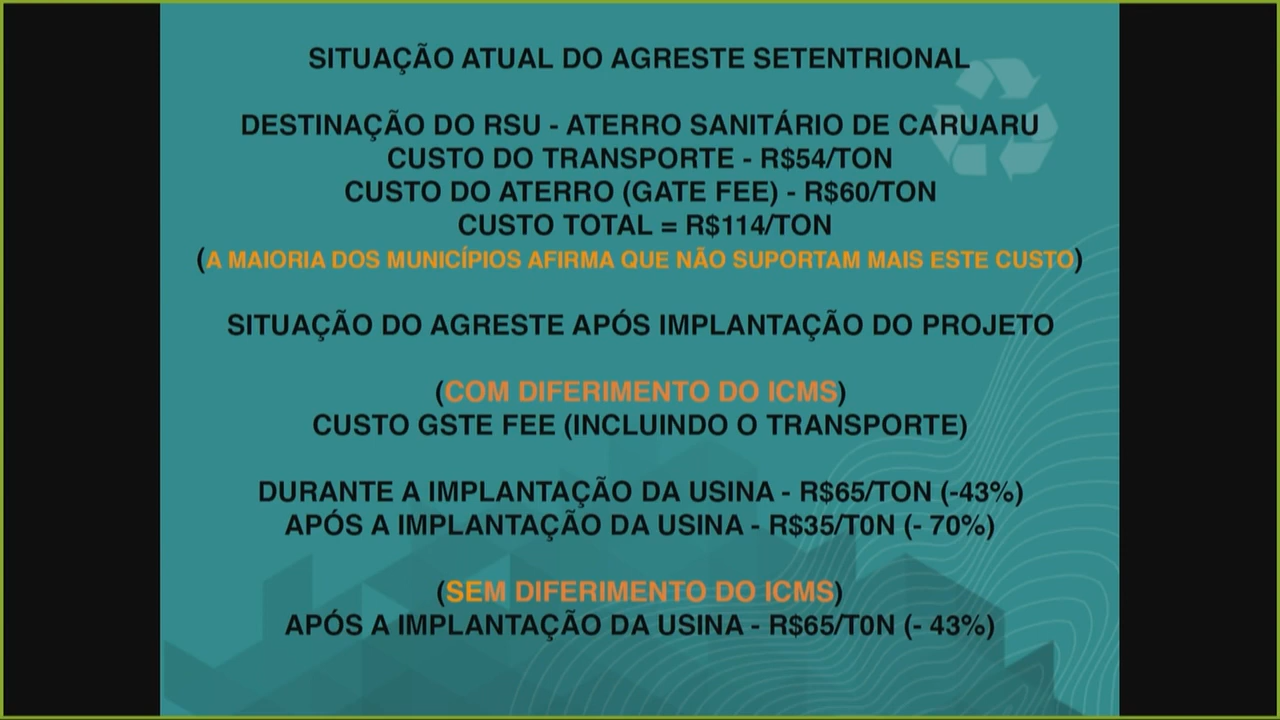 SITUAÇÃO ATUAL DO AGRESTE SETENTRIONAL
DESTINAÇÃO DO RSU - ATERRO SANITÁRIO DE CARUARU
CUSTO DO TRANSPORTE - R$54/TON
CUSTO DO ATERRO (GATE FEE) - R$60/TON
CUSTO TOTAL = R$114/TON
(A MAIORIA DOS MUNICÍPIOS AFIRMA QUE NÃO SUPORTAM MAIS ESTE CUSTO)
SITUAÇÃO DO AGRESTE APÓS IMPLANTAÇÃO DO PROJETO
(COM DIFERIMENTO DO ICMS)
CUSTO GSTE FEE (INCLUINDO O TRANSPORTE)
DURANTE A IMPLANTAÇÃO DA USINA - R$65/TON (-43%)
APÓS A IMPLANTAÇÃO DA USINA - R$35/T0N (- 70%)
(SEM DIFERIMENTO DO ICMS)
APÓS A IMPLANTAÇÃO DA USINA - R$65/T0N (- 43%)